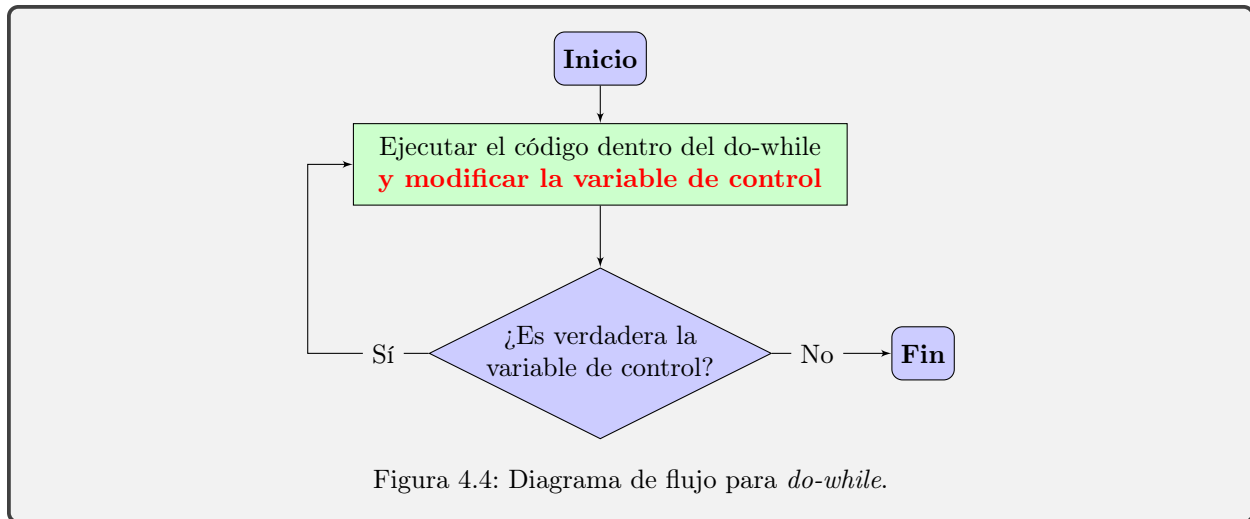 Inicio
Ejecutar el código dentro del do-while
y modificar la variable de control
¿Es verdadera la
variable de control?
Sí
No
Fin
Figura 4.4: Diagrama de flujo para do-while.